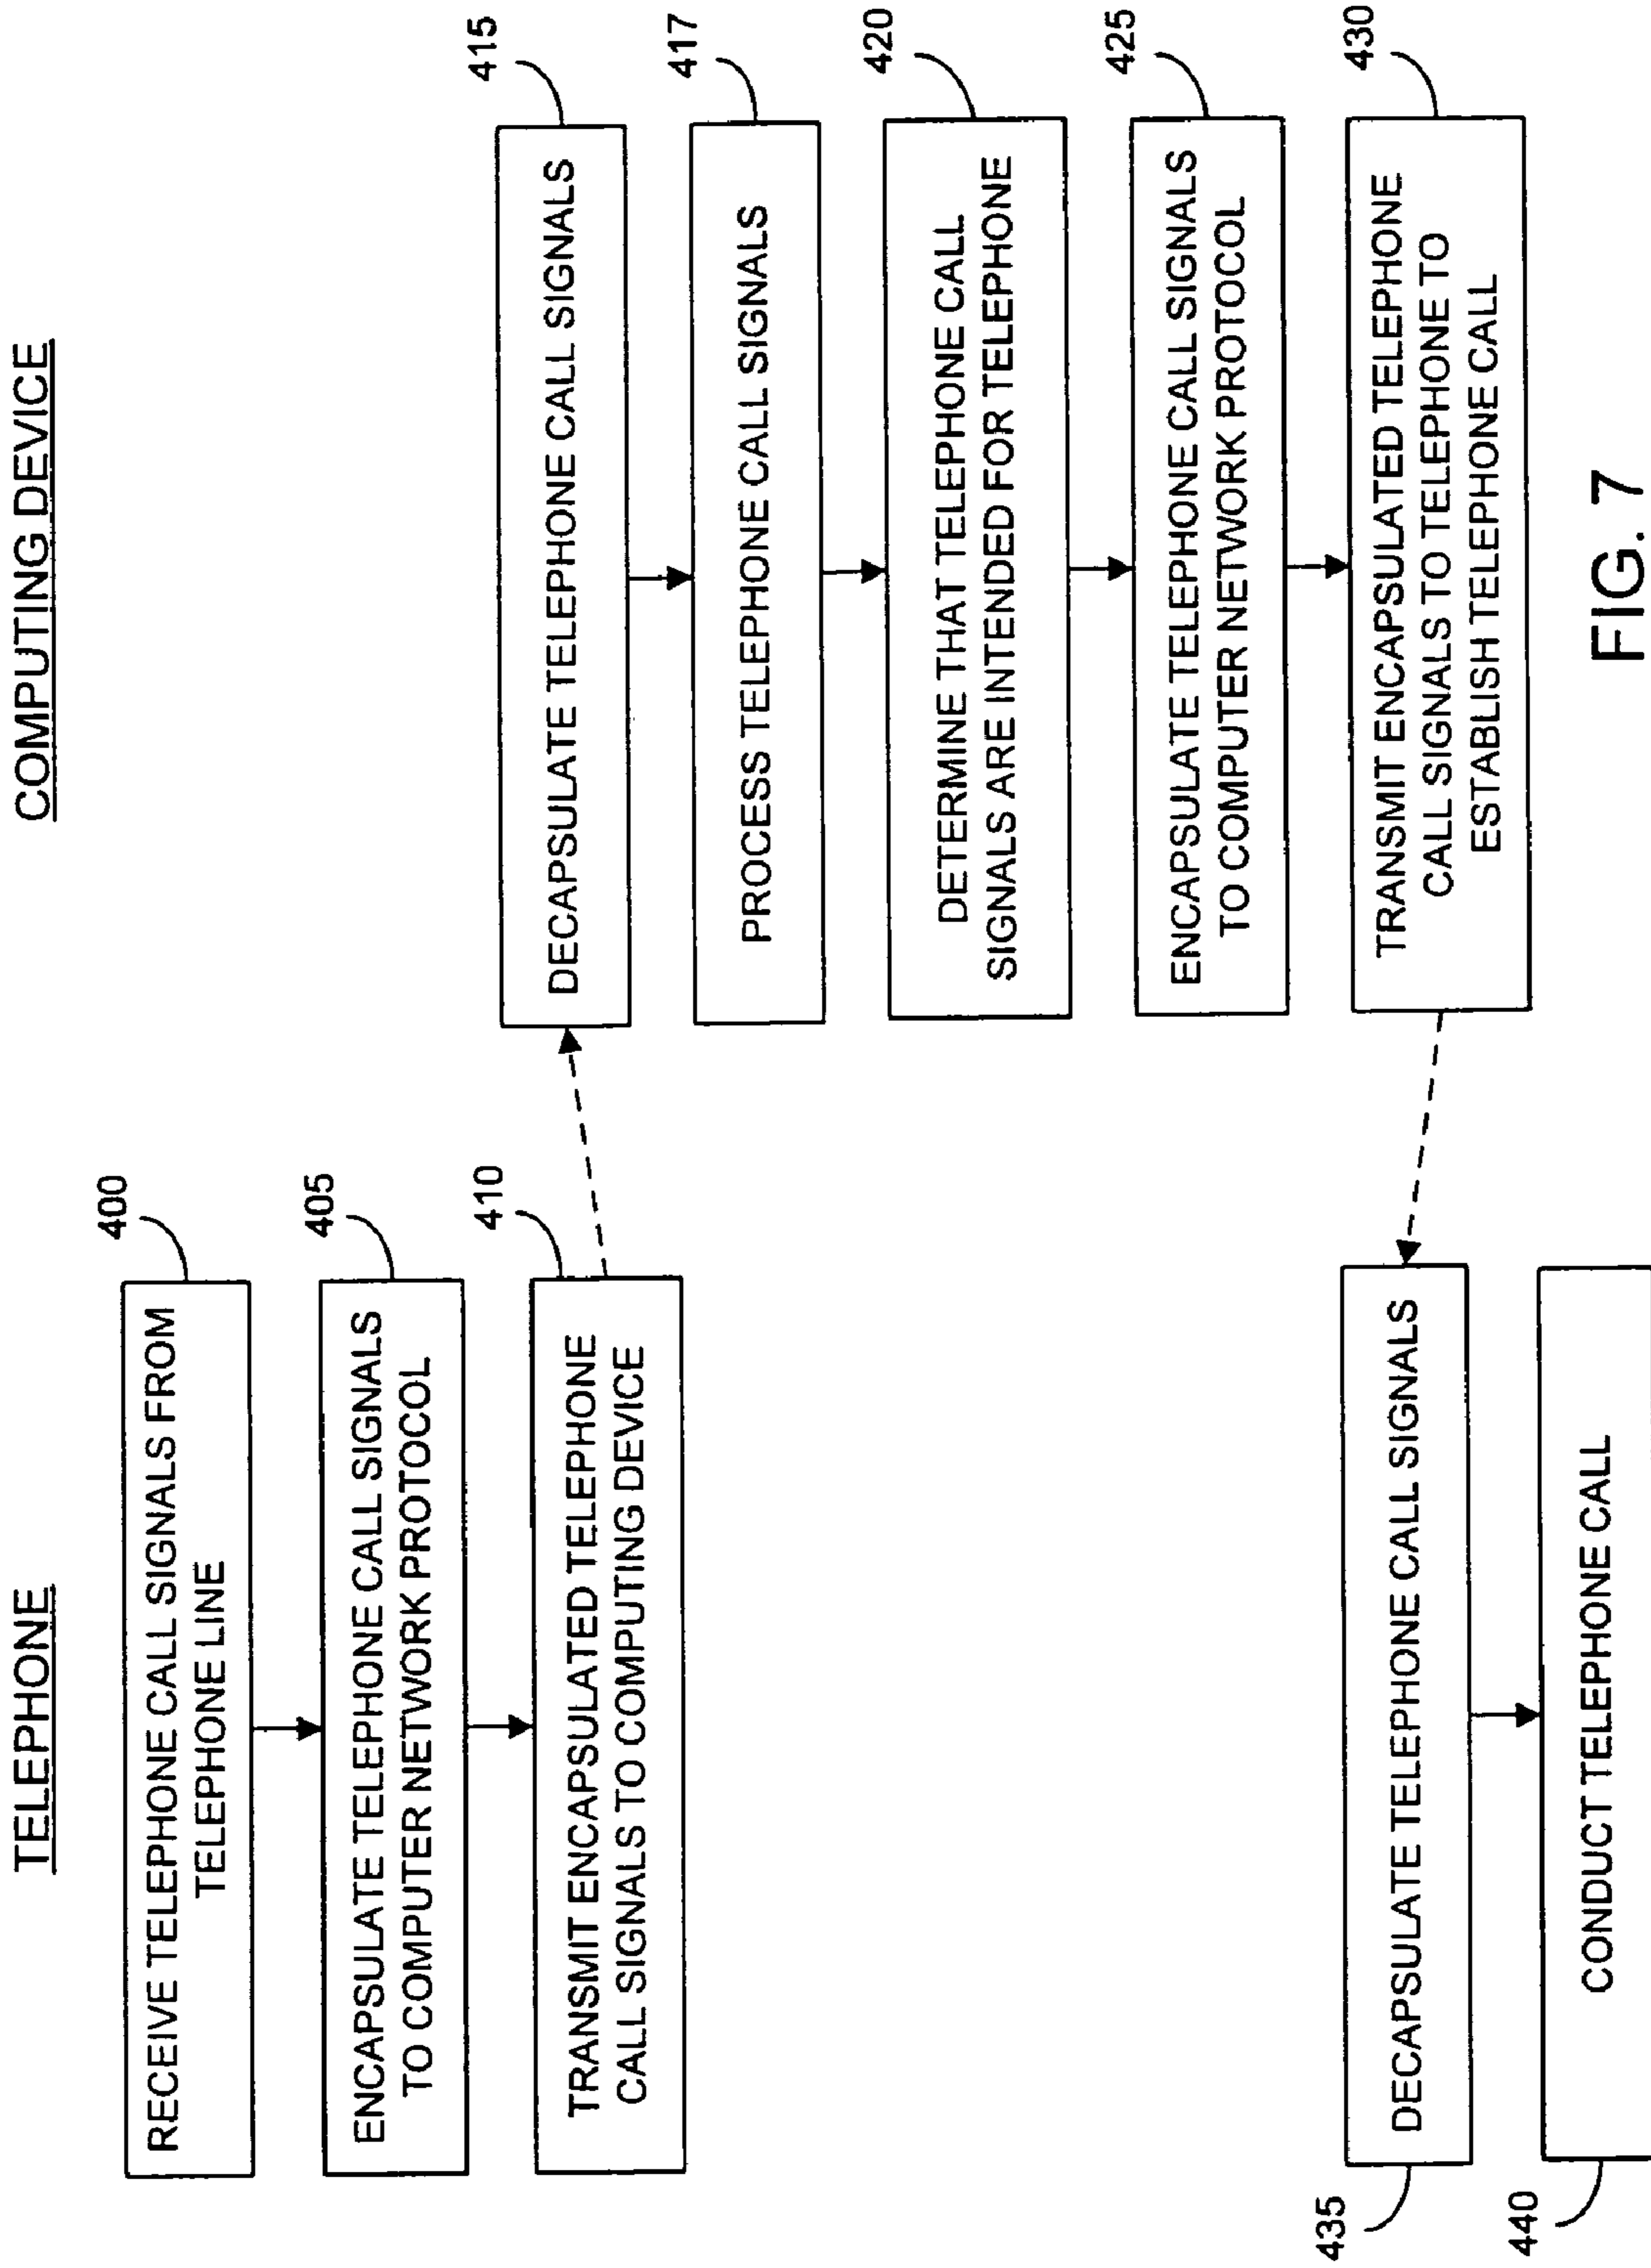 TELEPHONE
COMPUTING DEVICE
400
RECEIVE TELEPHONE CALL SIGNALS FROM
TELEPHONE LINE
405
ENCAPSULATE TELEPHONE CALL SIGNALS
TO COMPUTER NETWORK PROTOCOL
410
TRANSMIT ENCAPSULATED TELEPHONE
CALL SIGNALS TO COMPUTING DEVICE
415
DECAPSULATE TELEPHONE CALL SIGNALS
417
PROCESS TELEPHONE CALL SIGNALS
420
DETERMINE THAT TELEPHONE CALL
SIGNALS ARE INTENDED FOR TELEPHONE
425
ENCAPSULATE TELEPHONE CALL SIGNALS
TO COMPUTER NETWORK PROTOCOL
430
TRANSMIT ENCAPSULATED TELEPHONE
CALL SIGNALS TO TELEPHONE TO
ESTABLISH TELEPHONE CALL
435
DECAPSULATE TELEPHONE CALL SIGNALS
440
CONDUCT TELEPHONE CALL
FIG. 7